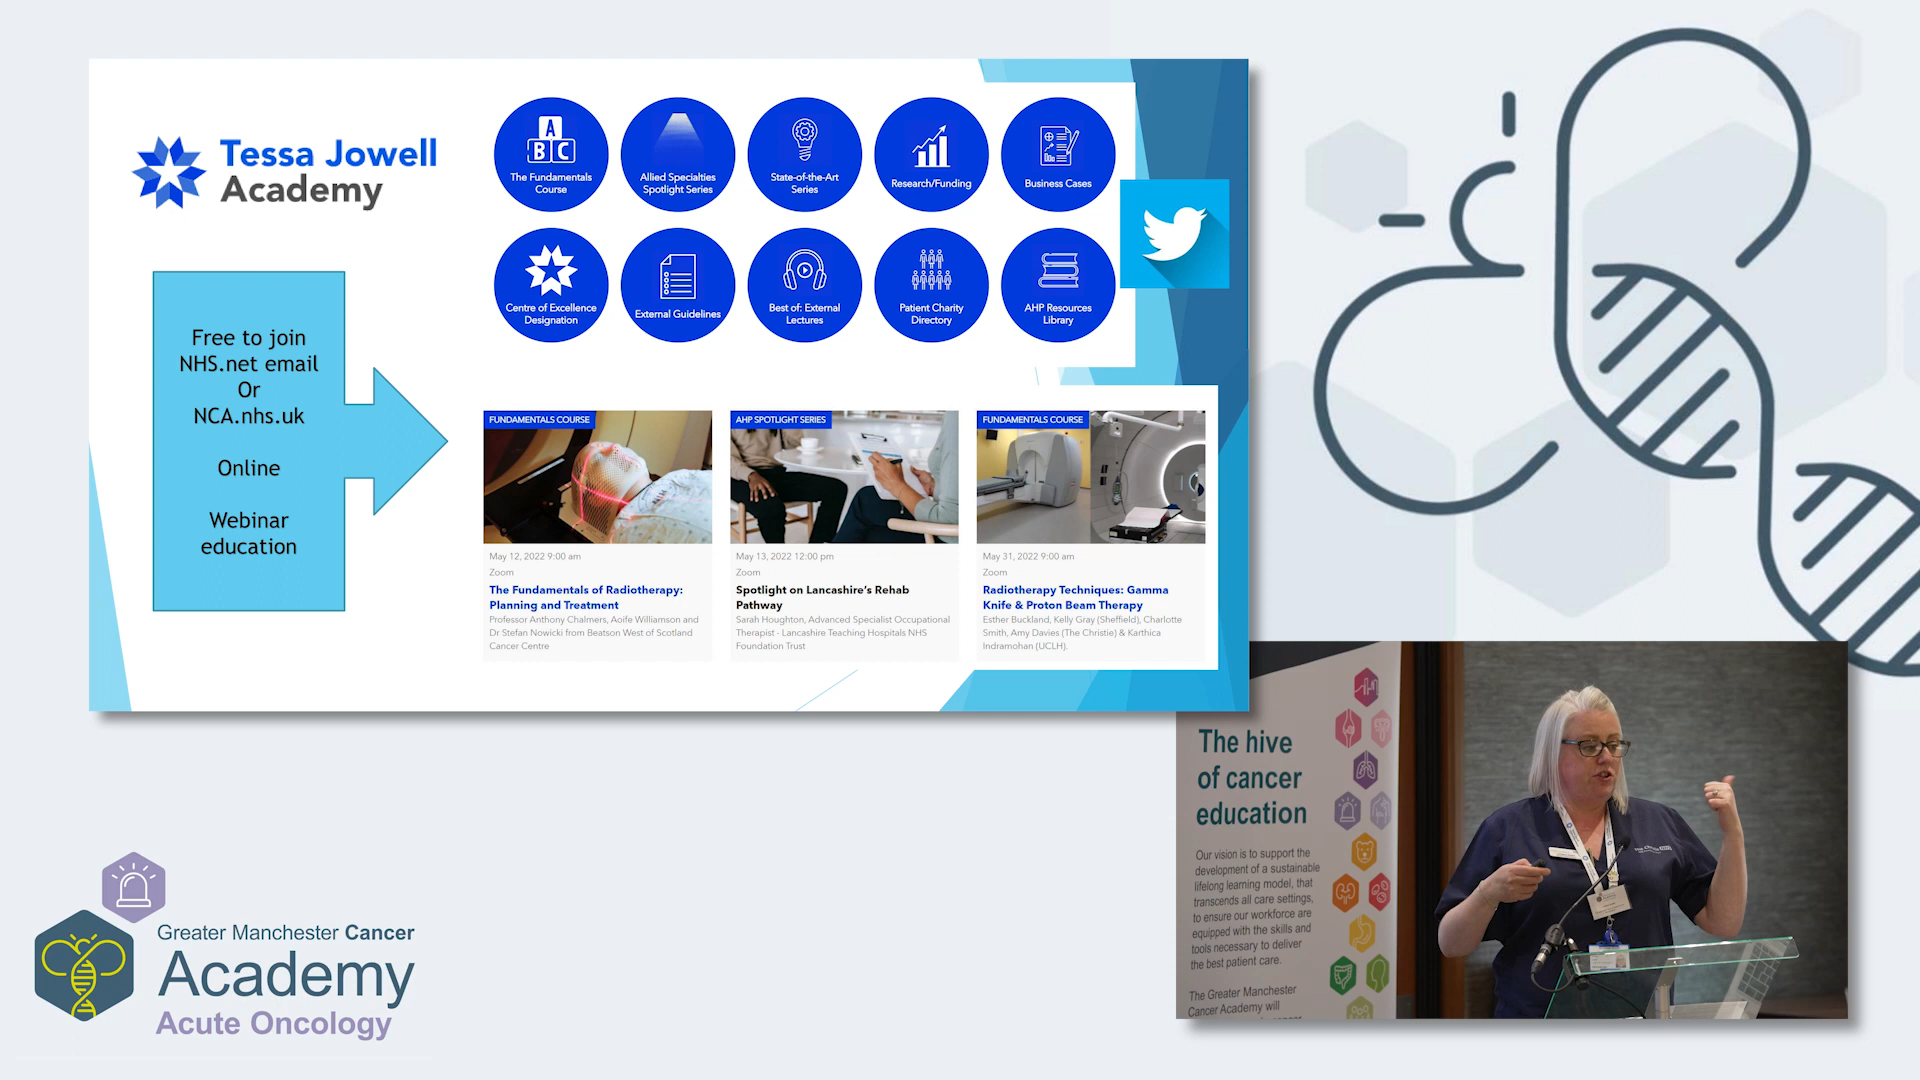 Tessa Jowell
Academy
A
B C
The Fundamentals
Course
Allied Specialties
Spotlight Series
State-of-the-Art
Series
Research/Funding
Business Cases
Centre of Excellence
Designation
External Guidelines
Best of: External
Lectures
Patient Charity
Directory
AHP Resources
Library
Free to join
NHS.net email
Or
NCA.nhs.uk
Online
Webinar
education
FUNDAMENTALS COURSE
May 12, 2022 9:00 am
Zoom
The Fundamentals of Radiotherapy:
Planning and Treatment
Professor Anthony Chalmers, Aoife Williamson and
Dr Stefan Nowicki from Beatson West of Scotland
Cancer Centre
AHP SPOTLIGHT SERIES
May 13, 2022 12:00 pm
Zoom
Spotlight on Lancashire's Rehab
Pathway
Sarah Houghton, Advanced Specialist Occupational
Therapist - Lancashire Teaching Hospitals NHS
Foundation Trust
FUNDAMENTALS COURSE
May 31, 2022 9:00 am
Zoom
Radiotherapy Techniques: Gamma
Knife & Proton Beam Therapy
Esther Buckland, Kelly Gray (Sheffield), Charlotte
Smith, Amy Davies (The Christie) & Karthica
Indramohan (UCLH).
The hive
of cancer
education
Our vision is to support the
development of a sustainable
lifelong learning model, that
transcends all care settings,
to ensure our workforce are
equipped with the skills and
tools necessary to deliver
the best patient care.
The Greater Manchester
Cancer Academy will
Greater Manchester Cancer
Academy
Acute Oncology